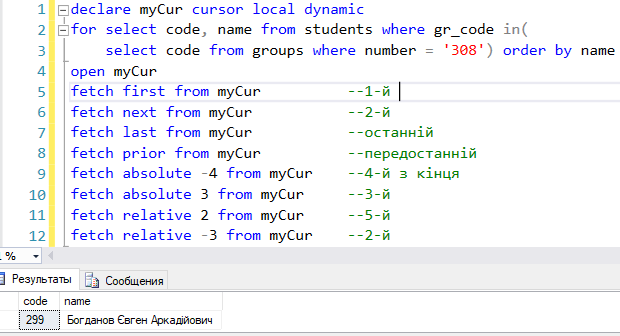 1 declare myCur cursor local dynamic
2 for select code, name from students where gr_code in(
3 select code from groups where number = '308') order by name
4 open myCur
5 fetch first from myCur --1-й
6 fetch next from myCur --2-й
7 fetch last from myCur --останній
8 fetch prior from myCur --передостанній
9 fetch absolute -4 from myCur --4-й з кінця
10 fetch absolute 3 from myCur --3-й
11 fetch relative 2 from myCur --5-й
12 fetch relative -3 from myCur --2-й
%
Результаты Сообщения
code name
299 Богданов Євген Аркадійович